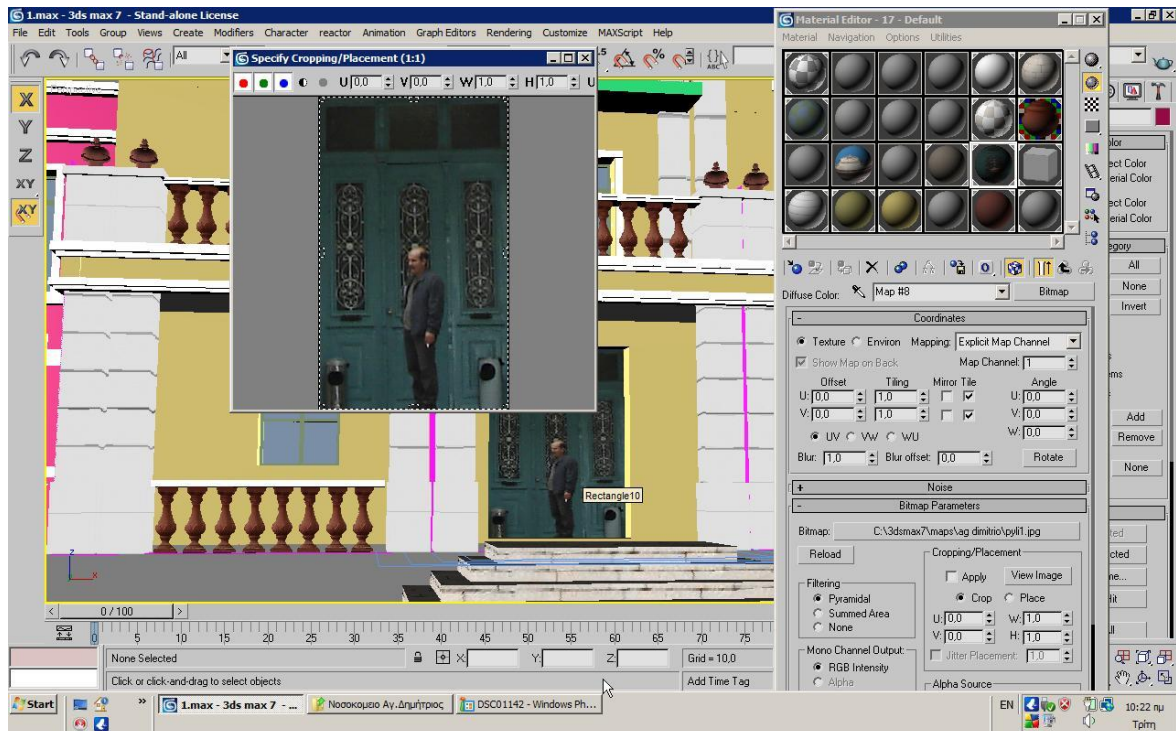 1.max - 3ds max 7 - Stand-alone License
File Edit Tools Group Views Create Modifiers Character reactor Animation Graph Editors Rendering Customize MAXScript Help
All
Specify Cropping/Placement (1:1)
U 0,0 V 0,0 W 1,0 H 1,0 U
X
Y
Z
XY
XY
Rectangle10
z
x
0 / 100
0 5 10 15 20 25 30 35 40 45 50 55 60 65 70 75
None Selected
X: Y: Z: Grid = 10,0
Click or click-and-drag to select objects
Add Time Tag
Material Editor - 17 - Default
Material Navigation Options Utilities
Diffuse Color: Map #8 Bitmap
Coordinates
Texture Environ Mapping: Explicit Map Channel
Show Map on Back Map Channel: 1
Offset Tiling Mirror Tile Angle
U: 0,0 1,0 U: 0,0
V: 0,0 1,0 V: 0,0
UV VW WU W: 0,0
Blur: 1,0 Blur offset: 0,0 Rotate
Noise
Bitmap Parameters
Bitmap: C:\3dsmax7\maps\ag dimitrio\pyli1.jpg
Reload
Cropping/Placement
Apply View Image
Crop Place
U: 0,0 W: 1,0
V: 0,0 H: 1,0
Jitter Placement: 1,0
Filtering
Pyramidal
Summed Area
None
Mono Channel Output:
RGB Intensity
Alpha
Alpha Source
All
None
Invert
Add
Remove
None
Start
1.max - 3ds max 7 - ...
Νοσοκομειο Αγ.Δημήτριος
DSC01142 - Windows Ph...
EN
10:22 πμ
Τρίτη